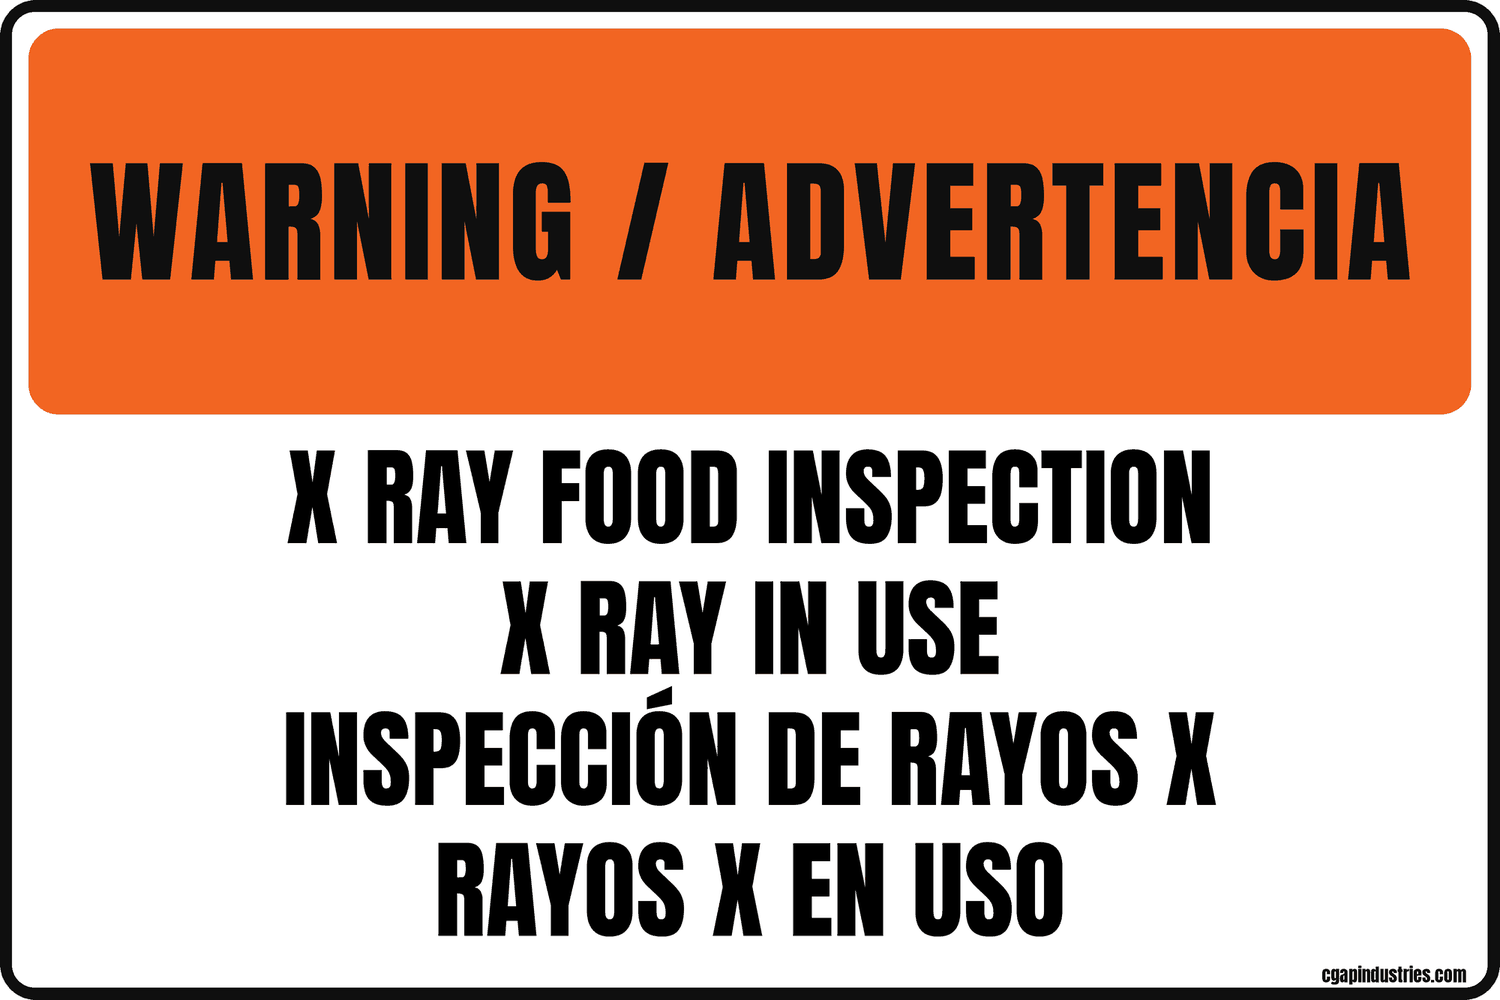 WARNING / ADVERTENCIA
X RAY FOOD INSPECTION
X RAY IN USE
INSPECCIÓN DE RAYOS X
RAYOS X EN USO
cgapindustries.com